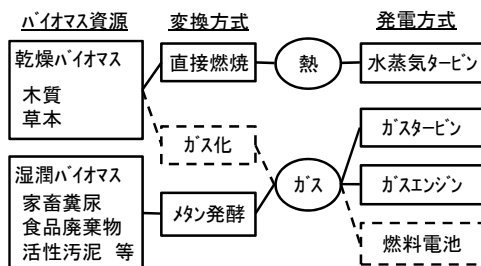 バイオマス資源
変換方式
発電方式
乾燥バイオマス
木質
草本
直接燃焼
熱
水蒸気タービン
ガス化
ガスタービン
湿潤バイオマス
家畜糞尿
食品廃棄物
活性汚泥 等
メタン発酵
ガス
ガスエンジン
燃料電池